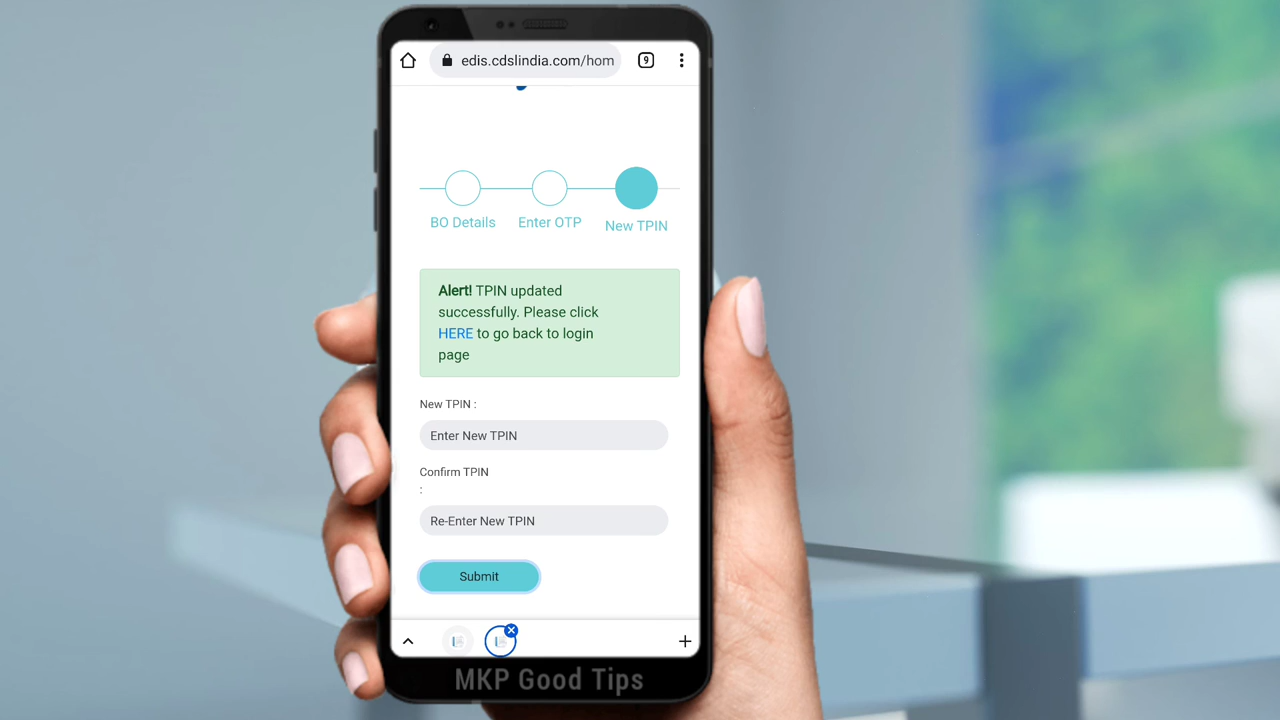 edis.cdslindia.com/hom
9
BO Details
Enter OTP
New TPIN
Alert! TPIN updated
successfully. Please click
HERE to go back to login
page
New TPIN :
Enter New TPIN
Confirm TPIN
:
Re-Enter New TPIN
Submit
MKP Good Tips